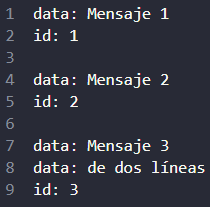 1 data: Mensaje 1
2 id: 1
3
4 data: Mensaje 2
5 id: 2
6
7 data: Mensaje 3
8 data: de dos líneas
9 id: 3